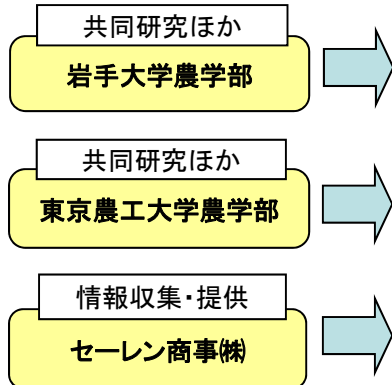 共同研究ほか
岩手大学農学部
共同研究ほか
東京農工大学農学部
情報収集・提供
セーレン商事㈱